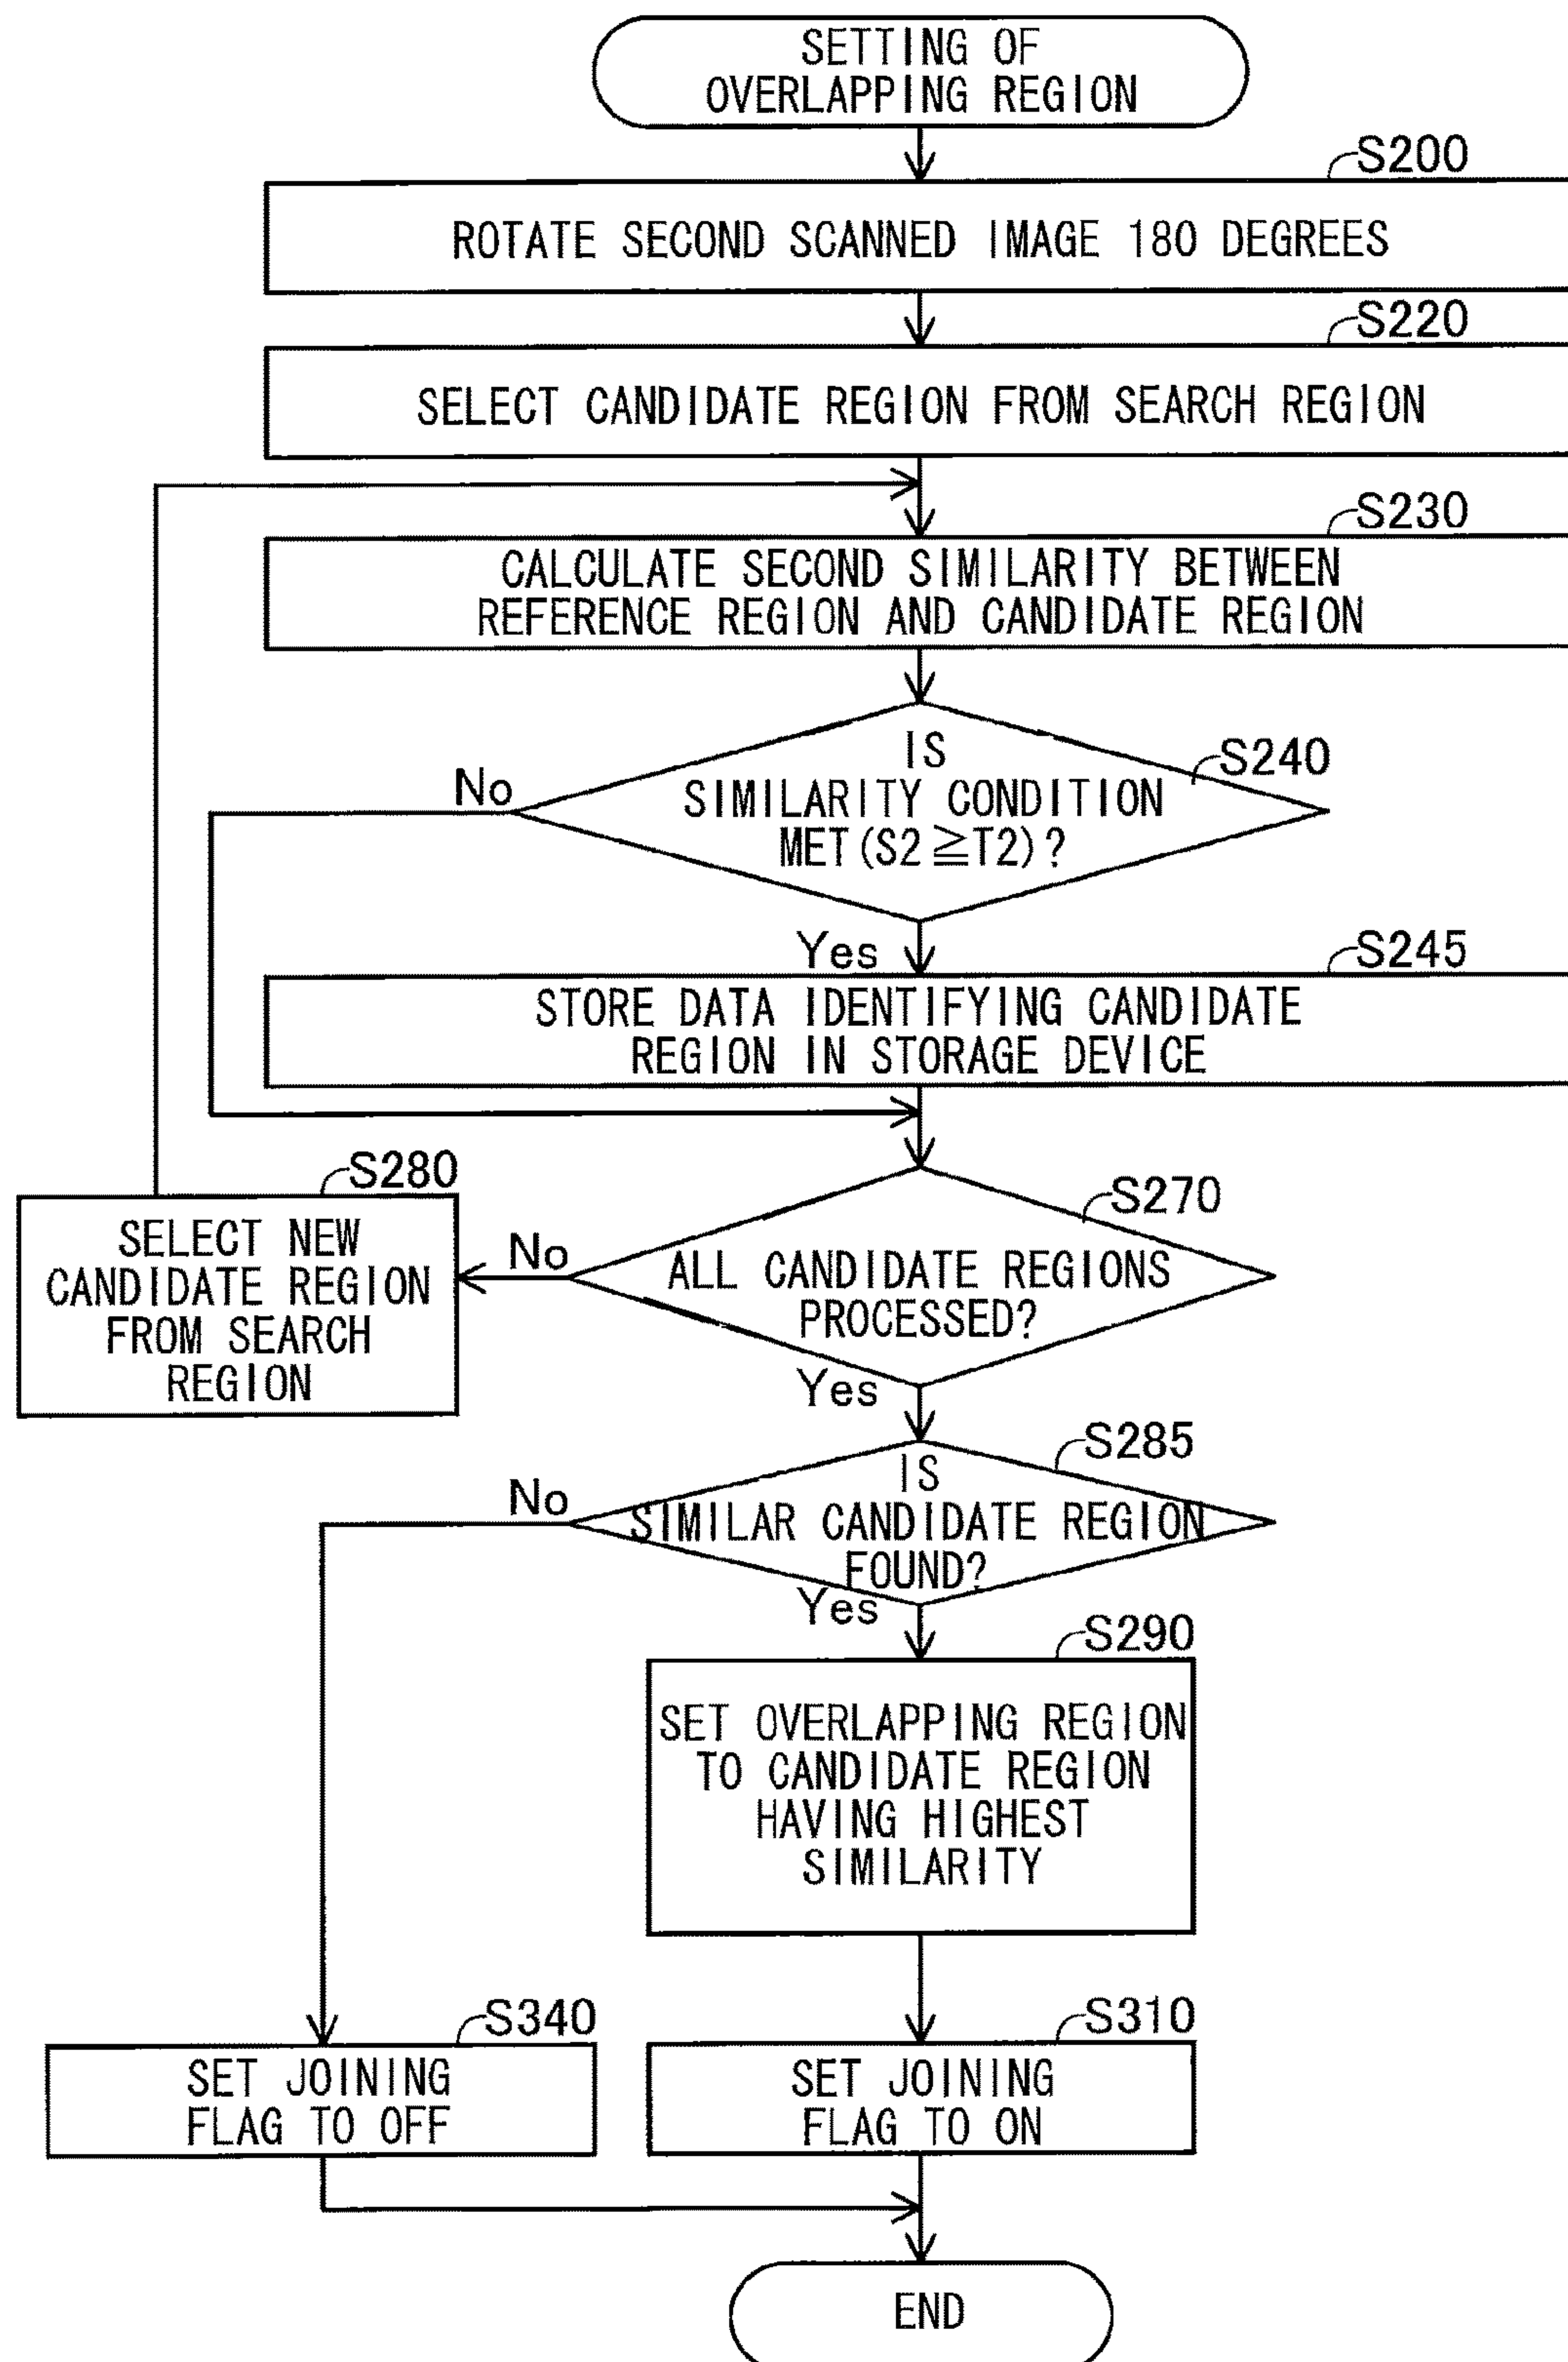 SETTING OF
OVERLAPPING REGION
S200
ROTATE SECOND SCANNED IMAGE 180 DEGREES
S220
SELECT CANDIDATE REGION FROM SEARCH REGION
S230
CALCULATE SECOND SIMILARITY BETWEEN
REFERENCE REGION AND CANDIDATE REGION
S240
IS
SIMILARITY CONDITION
MET(S2≧T2)?
No
Yes
S245
STORE DATA IDENTIFYING CANDIDATE
REGION IN STORAGE DEVICE
S270
ALL CANDIDATE REGIONS
PROCESSED?
No
S280
SELECT NEW
CANDIDATE REGION
FROM SEARCH
REGION
Yes
S285
IS
SIMILAR CANDIDATE REGION
FOUND?
No
Yes
S290
SET OVERLAPPING REGION
TO CANDIDATE REGION
HAVING HIGHEST
SIMILARITY
S340
SET JOINING
FLAG TO OFF
S310
SET JOINING
FLAG TO ON
END